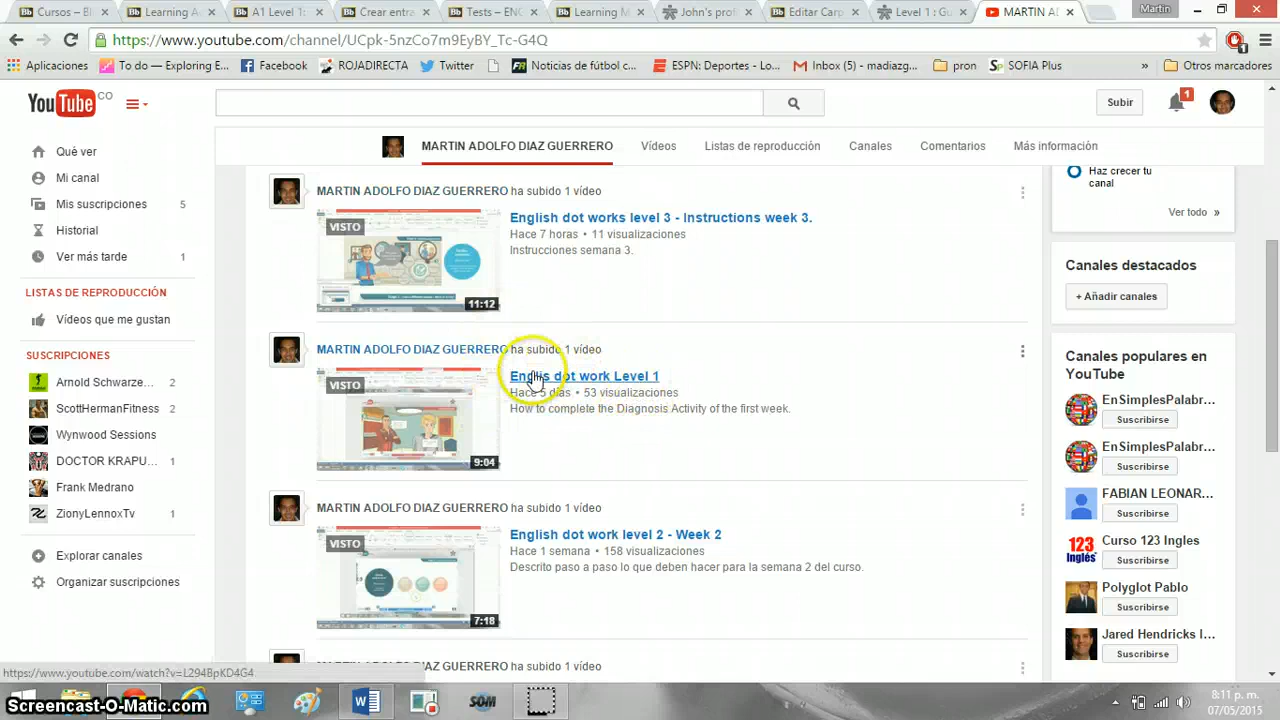 Cursos – Bl
Learning A
A1 Level T
Crear entra
Tests – ENG
Learning M
John's prof
Editar Carp
Level 1 : Gu
MARTIN AD
Martin
https://www.youtube.com/channel/UCpk-5nzCo7m9EyBY_Tc-G4Q
Aplicaciones
To do — Exploring E...
Facebook
ROJADIRECTA
Twitter
Noticias de fútbol c...
ESPN: Deportes - Lo...
Inbox (5) - madiazg...
pron
SOFIA Plus
»
Otros marcadores
YouTube CO
Subir
1
MARTIN ADOLFO DIAZ GUERRERO
Vídeos
Listas de reproducción
Canales
Comentarios
Más información
Qué ver
Mi canal
Mis suscripciones 5
Historial
Ver más tarde 1
LISTAS DE REPRODUCCIÓN
Vídeos que me gustan
SUSCRIPCIONES
Arnold Schwarze...
ScottHermanFitness 2
Wynwood Sessions
DOCTOR KRAPU... 1
Frank Medrano
ZionyLennoxTv 1
Explorar canales
Organizar suscripciones
MARTIN ADOLFO DIAZ GUERRERO ha subido 1 vídeo
VISTO
11:12
English dot works level 3 - Instructions week 3.
Hace 7 horas • 11 visualizaciones
Instrucciones semana 3.
MARTIN ADOLFO DIAZ GUERRERO ha subido 1 vídeo
VISTO
9:04
Englis dot work Level 1
Hace 5 días • 53 visualizaciones
How to complete the Diagnosis Activity of the first week.
MARTIN ADOLFO DIAZ GUERRERO ha subido 1 vídeo
VISTO
7:18
English dot work level 2 - Week 2
Hace 1 semana • 158 visualizaciones
Descrito paso a paso lo que deben hacer para la semana 2 del curso.
MARTIN ADOLFO DIAZ GUERRERO ha subido 1 vídeo
Haz crecer tu
canal
Ver todo »
Canales destacados
+ Añadir canales
Canales populares en
YouTube
EnSimplesPalabr...
Suscribirse
EnSimplesPalabr...
Suscribirse
FABIAN LEONAR...
Suscribirse
123
Inglés
Curso 123 Ingles
Suscribirse
Polyglot Pablo
Suscribirse
Jared Hendricks I...
Suscribirse
https://www.youtube.com/watch?v=L294BpKD4G4
Screencast-O-Matic.com
SOM
8:11 p. m.
07/05/2015